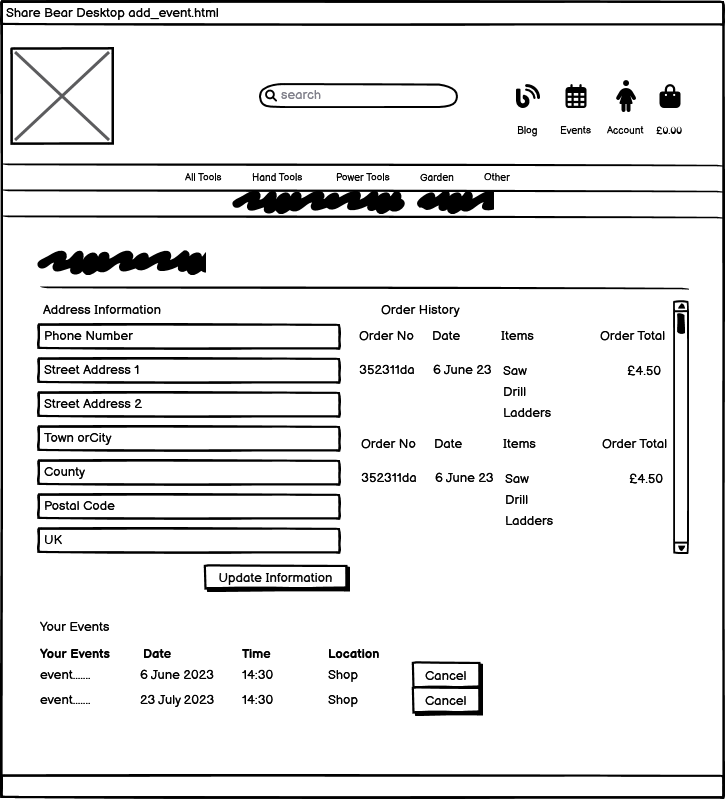 Share Bear Desktop add_event.html
search
Blog Events Account £0.00
All Tools Hand Tools Power Tools Garden Other
Address Information
Phone Number
Street Address 1
Street Address 2
Town orCity
County
Postal Code
UK
Update Information
Order History
Order No Date Items Order Total
352311da 6 June 23 Saw £4.50
Drill
Ladders
Order No Date Items Order Total
352311da 6 June 23 Saw £4.50
Drill
Ladders
Your Events
Your Events Date Time Location
event....... 6 June 2023 14:30 Shop Cancel
event....... 23 July 2023 14:30 Shop Cancel